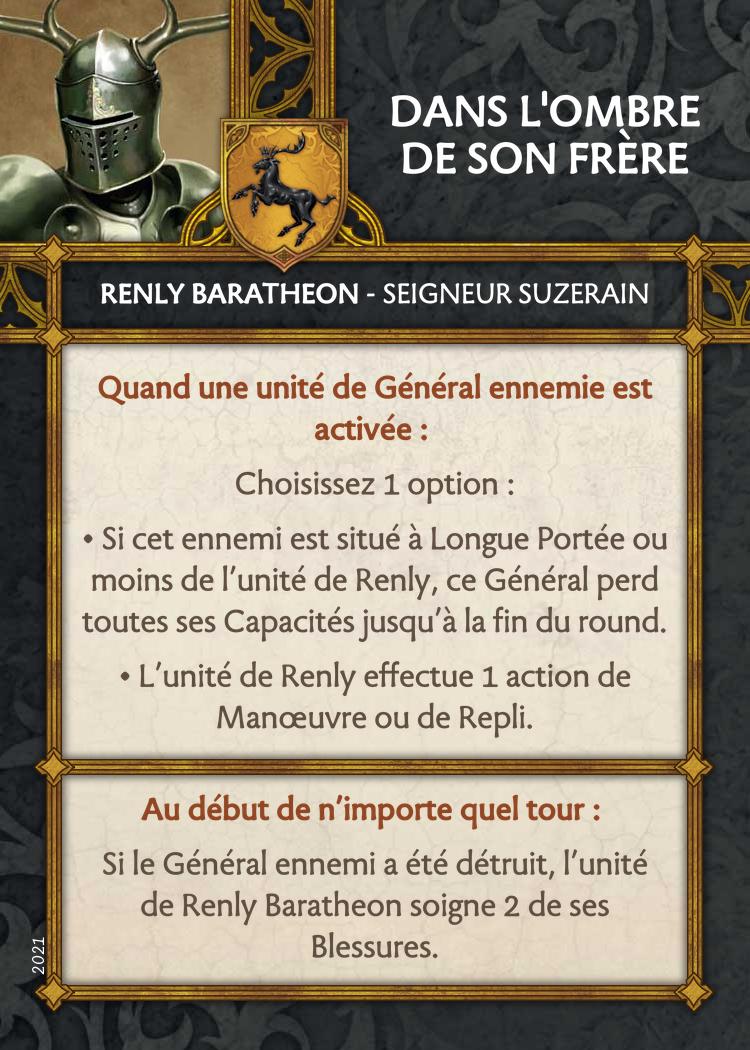 DANS L'OMBRE
DE SON FRÈRE
RENLY BARATHEON - SEIGNEUR SUZERAIN
Quand une unité de Général ennemie est
activée :
Choisissez 1 option :
• Si cet ennemi est situé à Longue Portée ou
moins de l'unité de Renly, ce Général perd
toutes ses Capacités jusqu'à la fin du round.
• L'unité de Renly effectue 1 action de
Manœuvre ou de Repli.
Au début de n'importe quel tour :
Si le Général ennemi a été détruit, l'unité
de Renly Baratheon soigne 2 de ses
Blessures.
2021